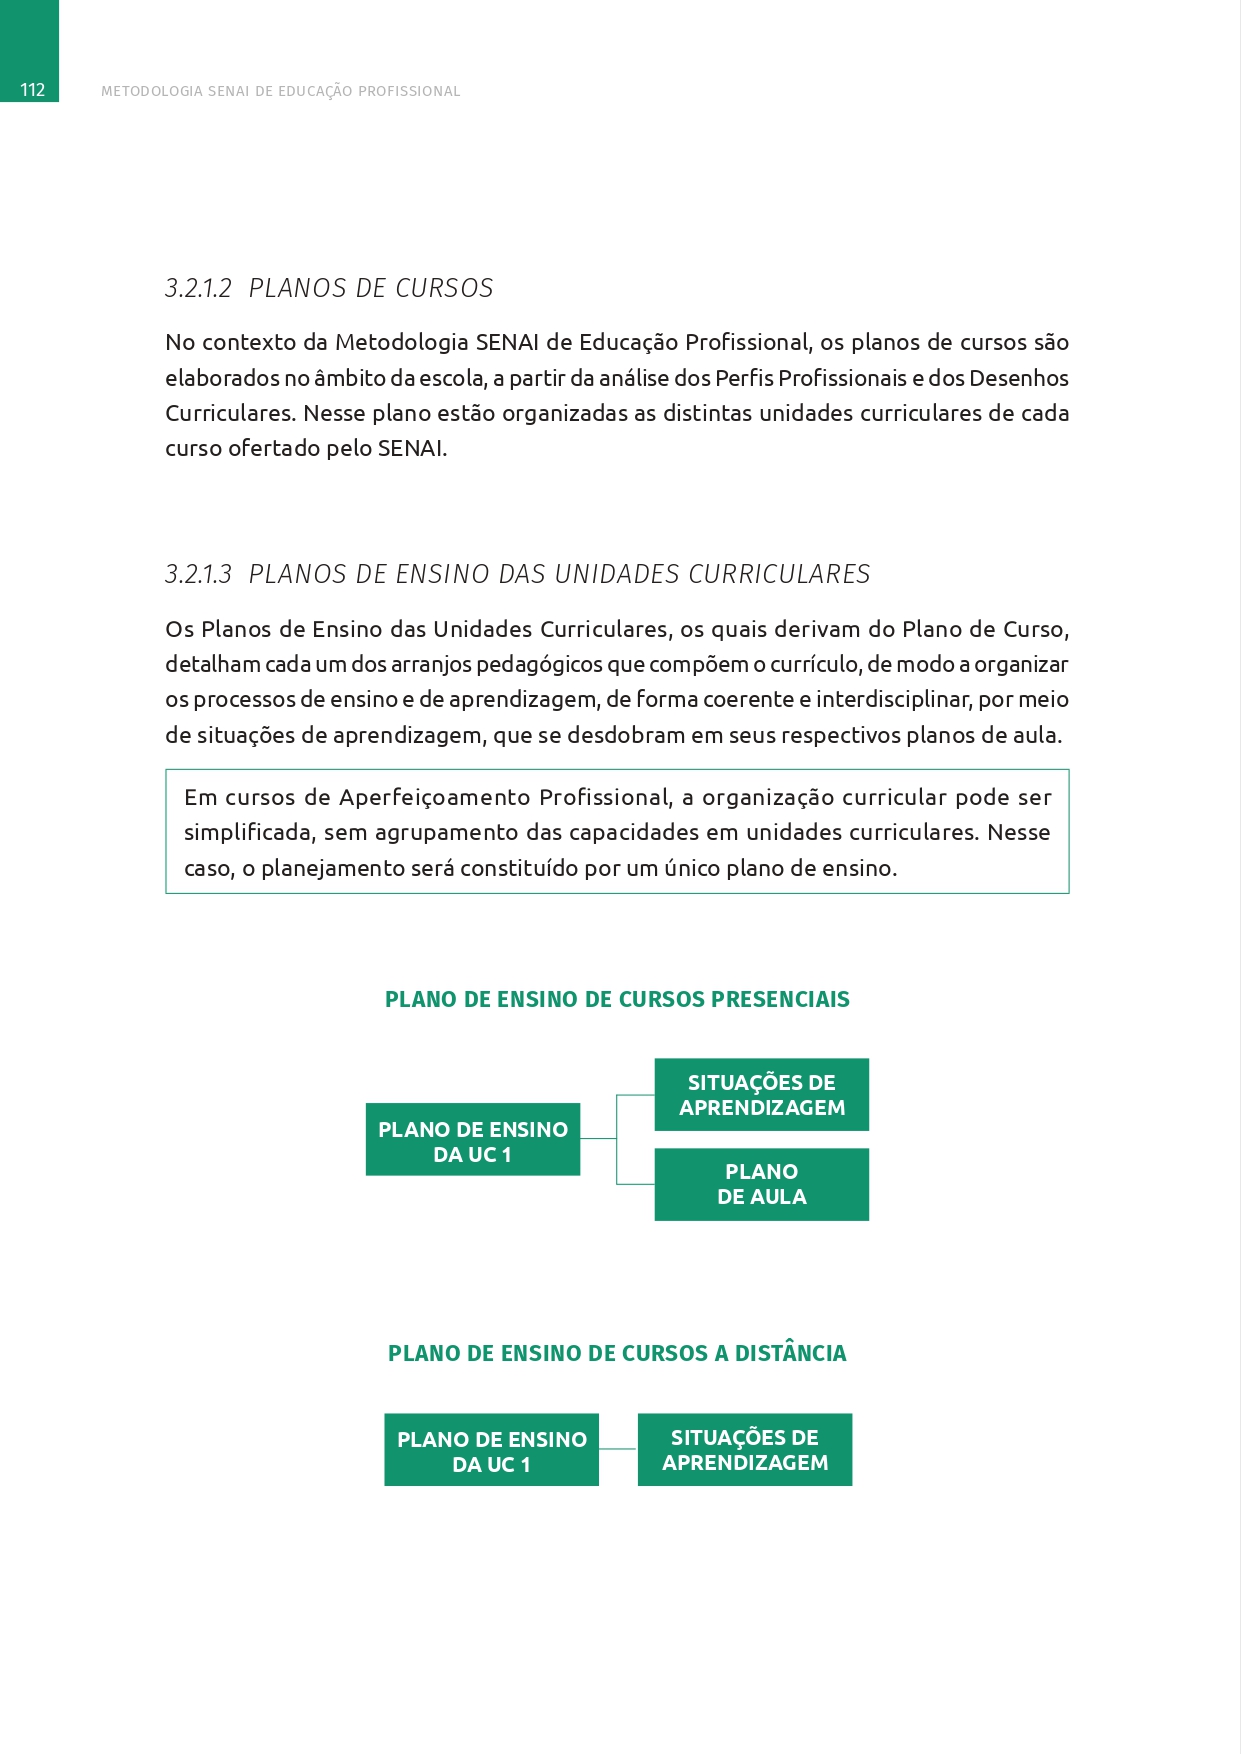 112
METODOLOGIA SENAI DE EDUCAÇÃO PROFISSIONAL
3.2.1.2 PLANOS DE CURSOS
No contexto da Metodologia SENAI de Educação Profissional, os planos de cursos são
elaborados no âmbito da escola, a partir da análise dos Perfis Profissionais e dos Desenhos
Curriculares. Nesse plano estão organizadas as distintas unidades curriculares de cada
curso ofertado pelo SENAI.
3.2.1.3 PLANOS DE ENSINO DAS UNIDADES CURRICULARES
Os Planos de Ensino das Unidades Curriculares, os quais derivam do Plano de Curso,
detalham cada um dos arranjos pedagógicos que compõem o currículo, de modo a organizar
os processos de ensino e de aprendizagem, de forma coerente e interdisciplinar, por meio
de situações de aprendizagem, que se desdobram em seus respectivos planos de aula.
Em cursos de Aperfeiçoamento Profissional, a organização curricular pode ser
simplificada, sem agrupamento das capacidades em unidades curriculares. Nesse
caso, o planejamento será constituído por um único plano de ensino.
PLANO DE ENSINO DE CURSOS PRESENCIAIS
PLANO DE ENSINO
DA UC 1
SITUAÇÕES DE
APRENDIZAGEM
PLANO
DE AULA
PLANO DE ENSINO DE CURSOS A DISTÂNCIA
PLANO DE ENSINO
DA UC 1
SITUAÇÕES DE
APRENDIZAGEM